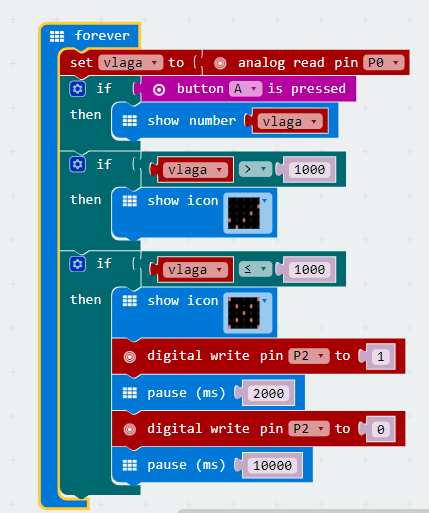 forever
set vlaga to analog read pin P0
if button A is pressed
then show number vlaga
if vlaga > 1000
then show icon
if vlaga ≤ 1000
then show icon
digital write pin P2 to 1
pause (ms) 2000
digital write pin P2 to 0
pause (ms) 10000